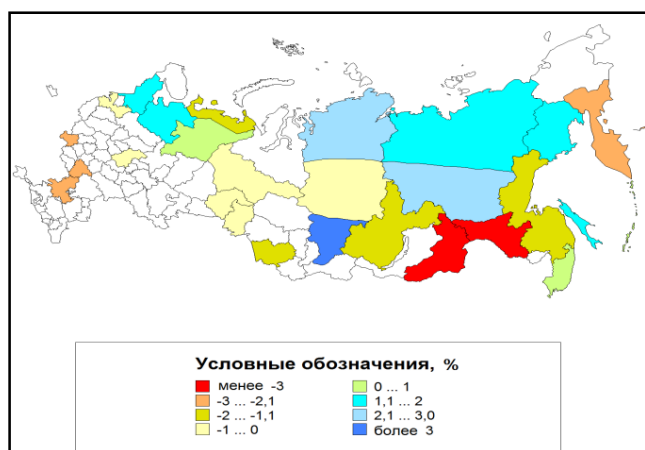 Условные обозначения, %
менее -3
-3 ... -2,1
-2 ... -1,1
-1 ... 0
0 ... 1
1,1 ... 2
2,1 ... 3,0
более 3